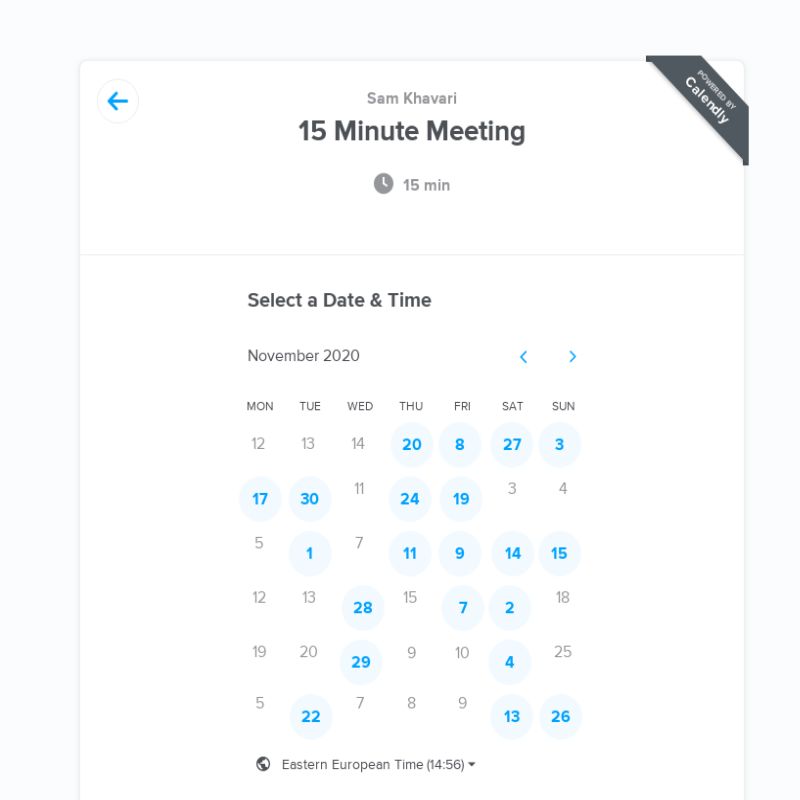 POWERED BY
Calendly
Sam Khavari
15 Minute Meeting
15 min
Select a Date & Time
November 2020
MON TUE WED THU FRI SAT SUN
12 13 14 20 8 27 3
17 30 11 24 19 3 4
5 1 7 11 9 14 15
12 13 28 15 7 2 18
19 20 29 9 10 4 25
5 22 7 8 9 13 26
Eastern European Time (14:56)